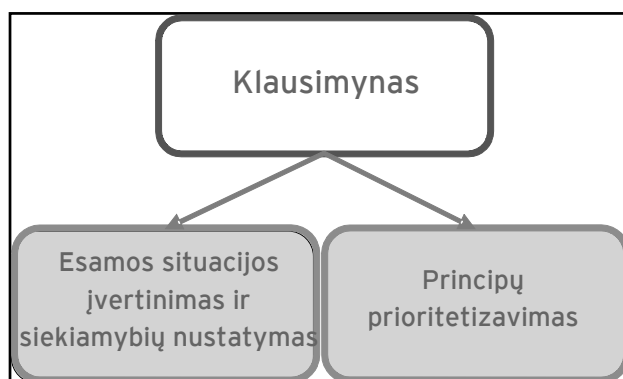 Klausimynas
Esamos situacijos
įvertinimas ir
siekiamybių nustatymas
Principų
prioritetizavimas